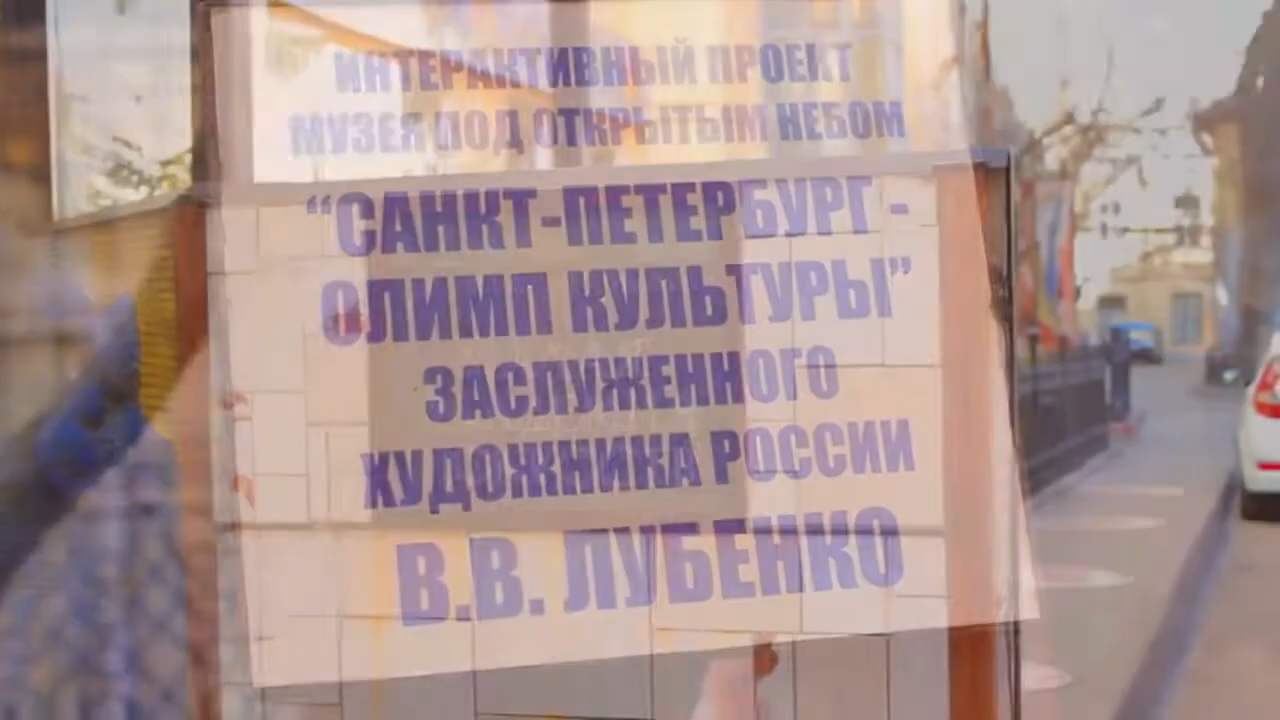 ИНТЕРАКТИВНЫЙ ПРОЕКТ
МУЗЕЯ ПОД ОТКРЫТЫМ НЕБОМ
“САНКТ-ПЕТЕРБУРГ -
ОЛИМП КУЛЬТУРЫ”
ЗАСЛУЖЕННОГО
ХУДОЖНИКА РОССИИ
В.В. ЛУБЕНКО